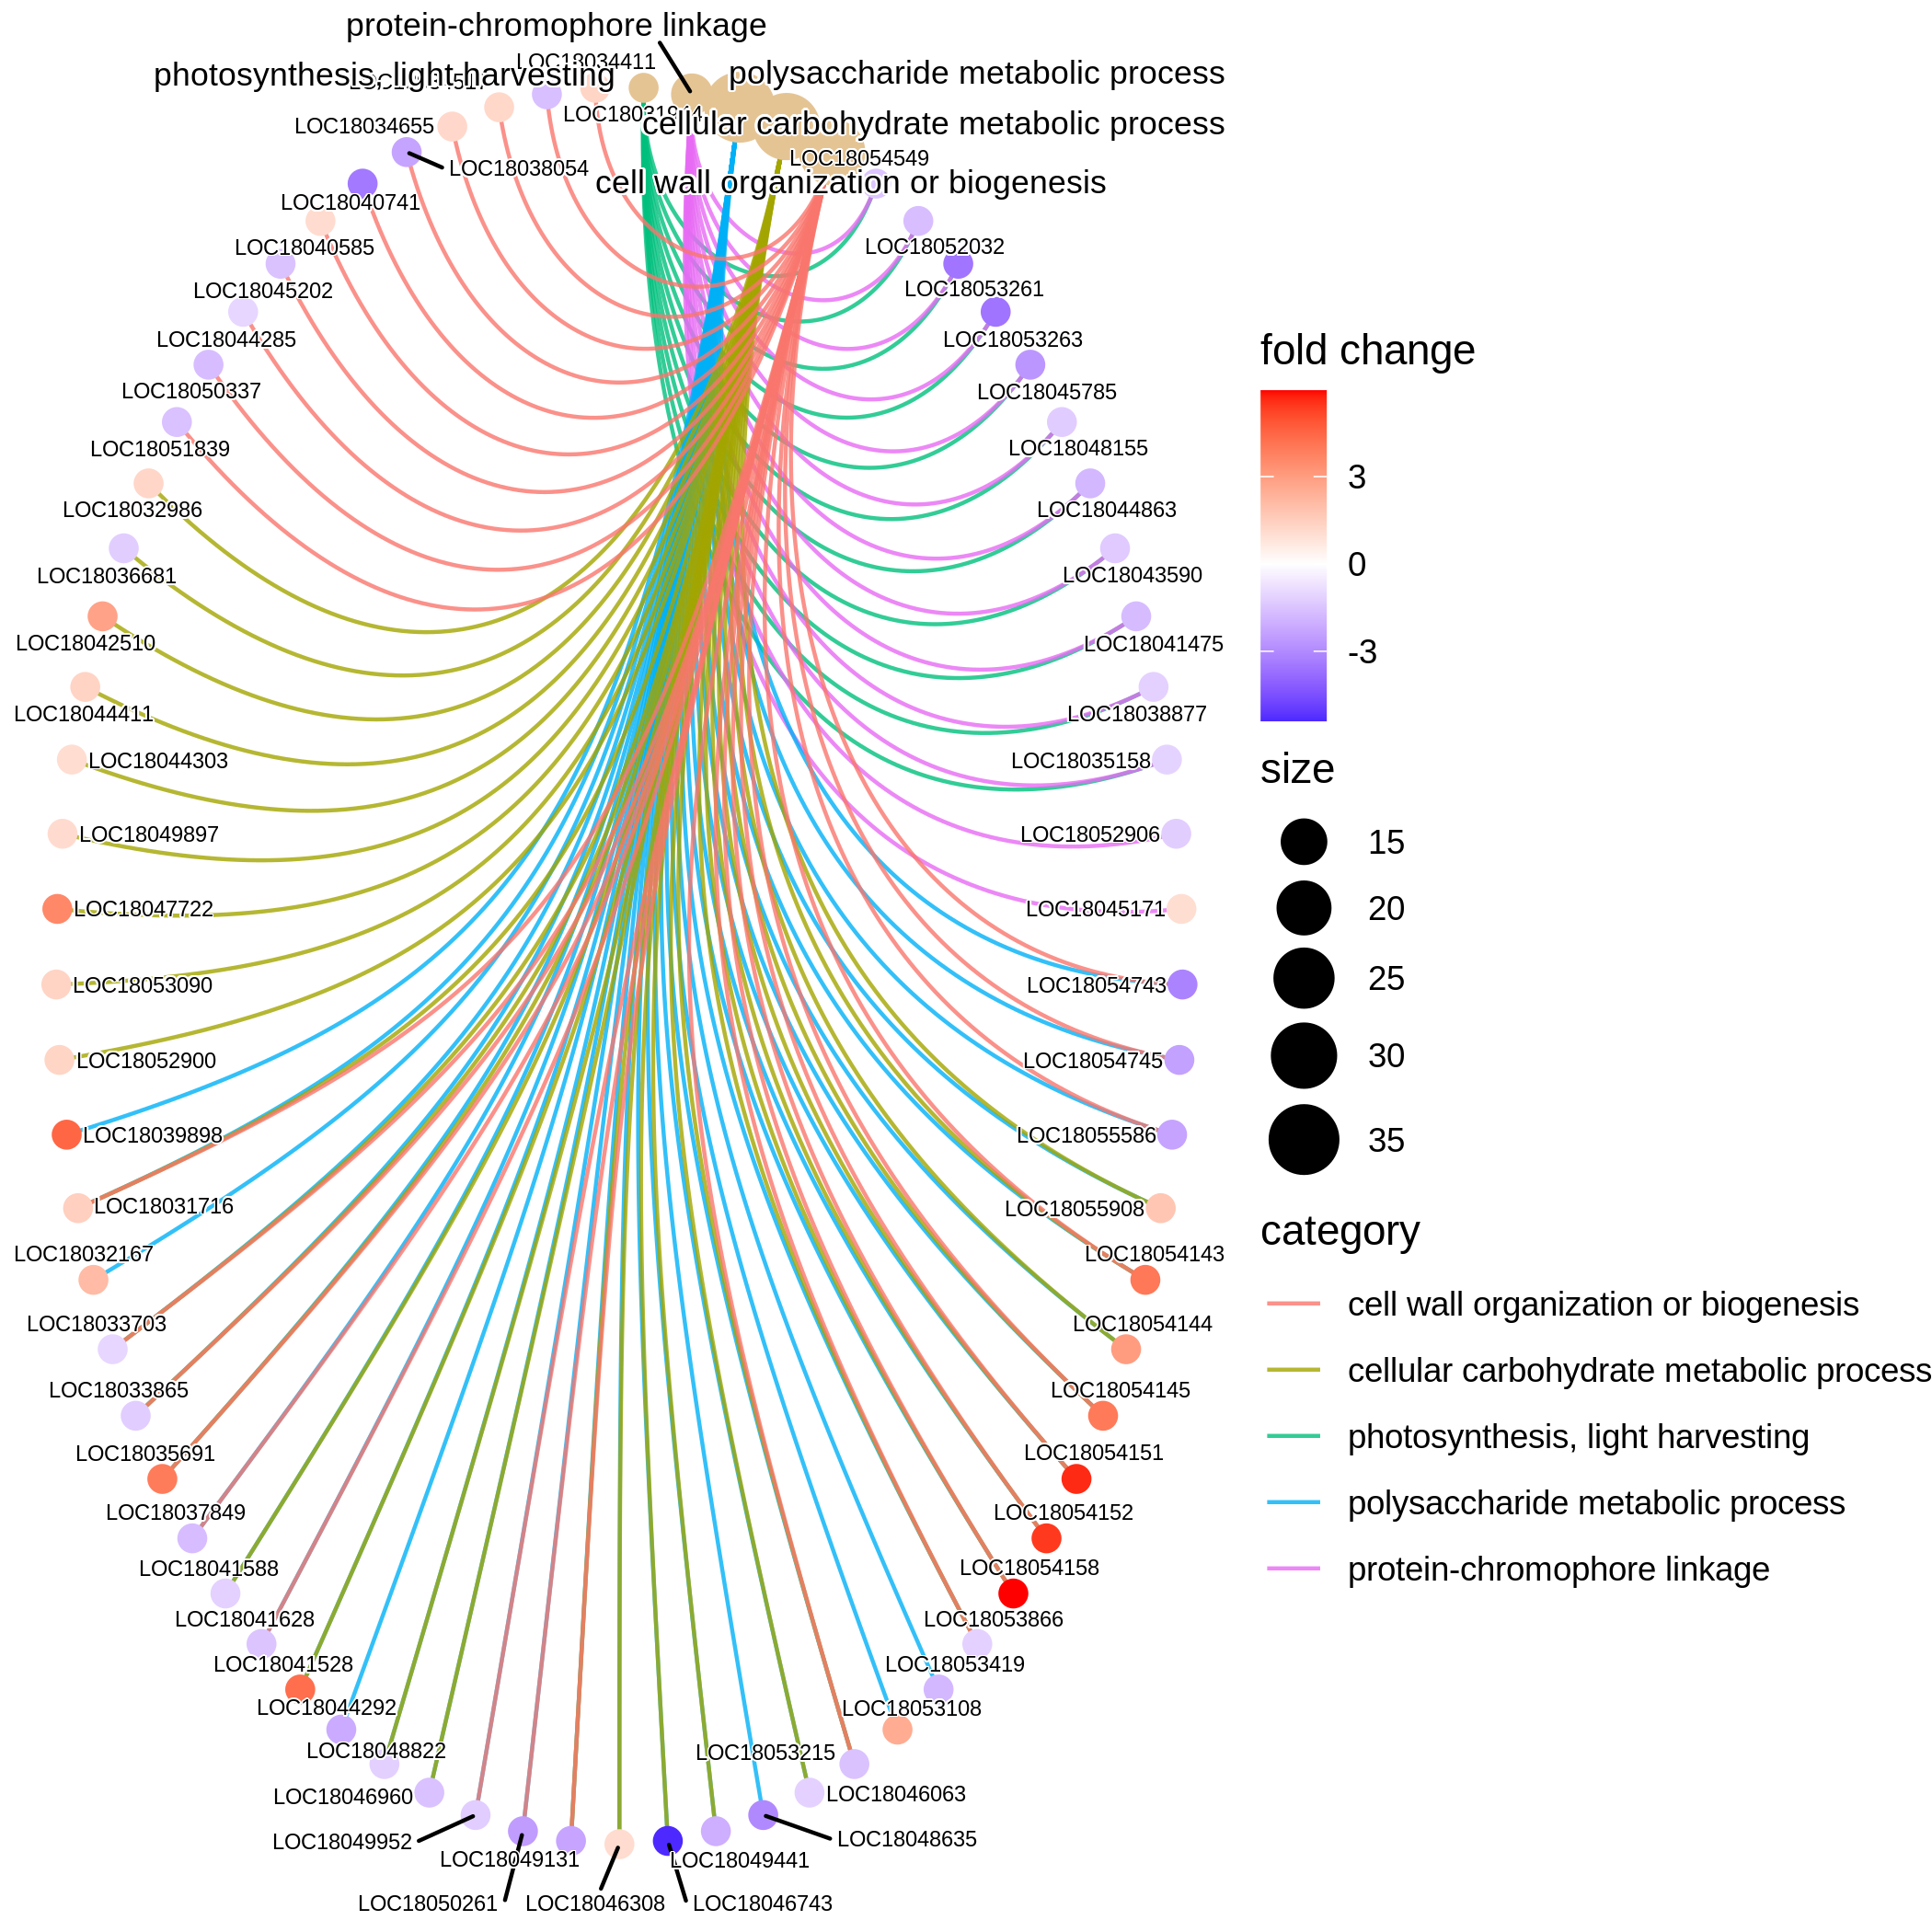 protein-chromophore linkage
LOC18034411
photosynthesis, light harvesting
polysaccharide metabolic process
cellular carbohydrate metabolic process
LOC18034655
LOC18054549
LOC18038054
cell wall organization or biogenesis
LOC18040741
LOC18040585
LOC18052032
LOC18045202
LOC18053261
LOC18044285
LOC18053263
LOC18050337
LOC18045785
LOC18051839
LOC18048155
LOC18032986
LOC18044863
LOC18036681
LOC18043590
LOC18042510
LOC18041475
LOC18044411
LOC18038877
LOC18044303
LOC18035158
LOC18049897
LOC18052906
LOC18047722
LOC18045171
LOC18053090
LOC18054743
LOC18052900
LOC18054745
LOC18039898
LOC18055586
LOC18031716
LOC18055908
LOC18032167
LOC18054143
LOC18033703
LOC18054144
LOC18033865
LOC18054145
LOC18035691
LOC18054151
LOC18037849
LOC18054152
LOC18041588
LOC18054158
LOC18041628
LOC18053866
LOC18041528
LOC18053419
LOC18044292
LOC18053108
LOC18048822
LOC18053215
LOC18046960
LOC18046063
LOC18049952
LOC18048635
LOC18049131
LOC18049441
LOC18050261
LOC18046308
LOC18046743
fold change
3
0
-3
size
15
20
25
30
35
category
cell wall organization or biogenesis
cellular carbohydrate metabolic process
photosynthesis, light harvesting
polysaccharide metabolic process
protein-chromophore linkage